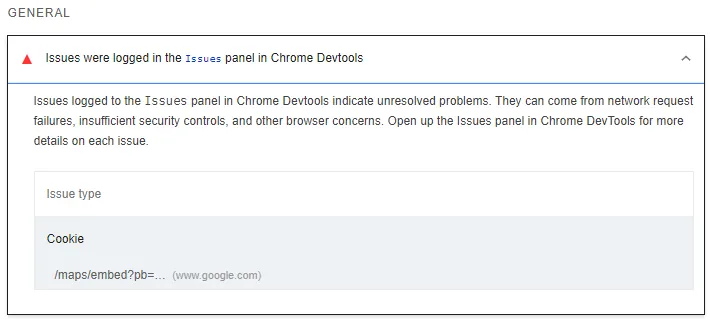 GENERAL
Issues were logged in the Issues panel in Chrome Devtools
Issues logged to the Issues panel in Chrome Devtools indicate unresolved problems. They can come from network request
failures, insufficient security controls, and other browser concerns. Open up the Issues panel in Chrome DevTools for more
details on each issue.
Issue type
Cookie
/maps/embed?pb=… (www.google.com)